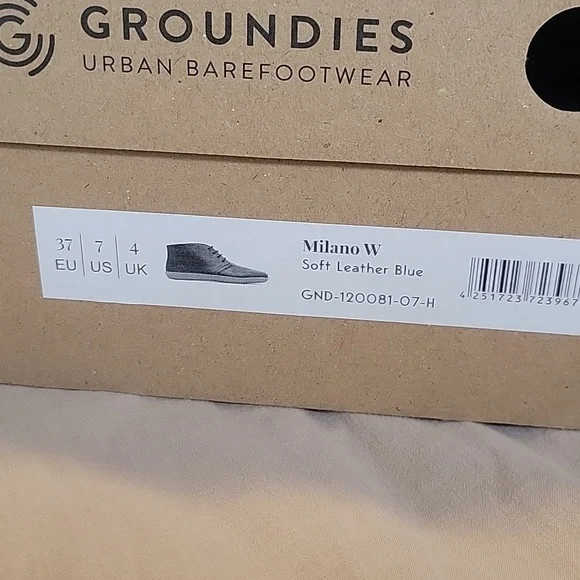 GROUNDIES
URBAN BAREFOOTWEAR
37 | 7 | 4
EU | US | UK
Milano W
Soft Leather Blue
GND-120081-07-H
4 251723 723967